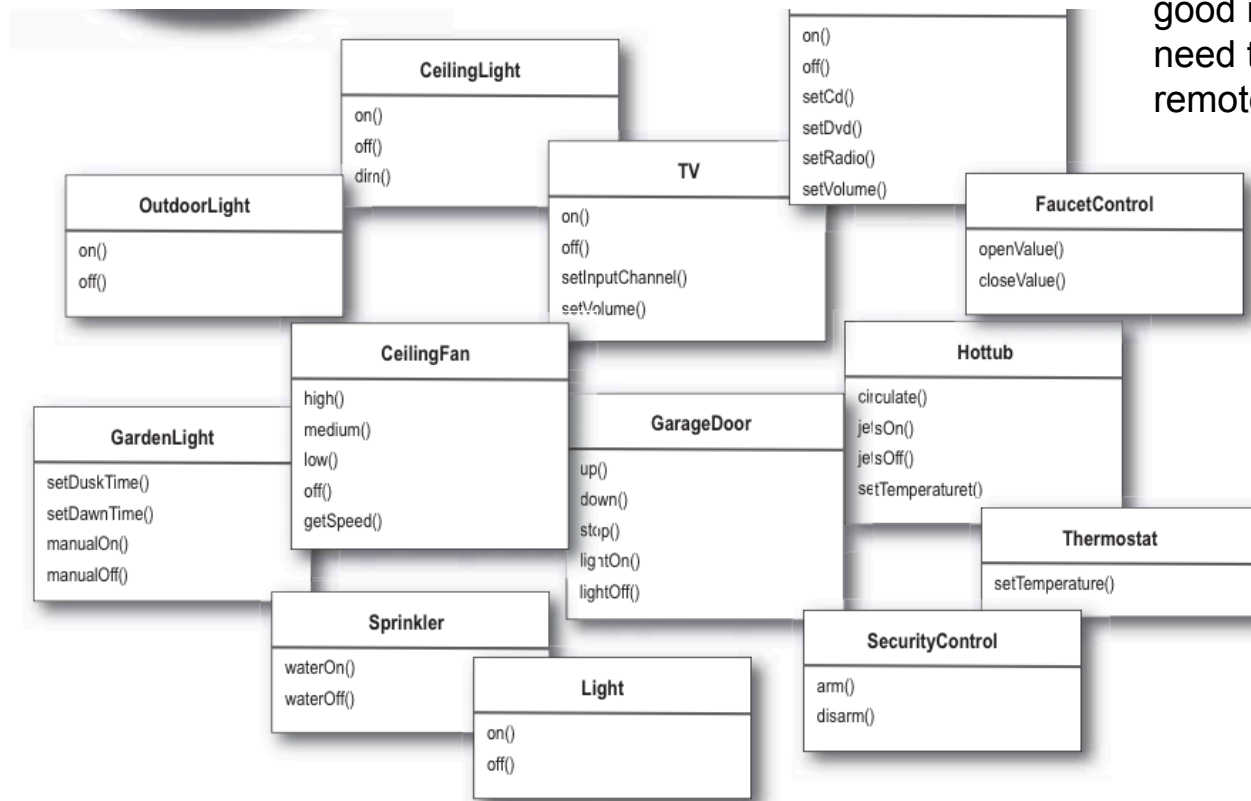 good
need
remot
on()
off()
setCd()
setDvd()
setRadio()
setVolume()
CeilingLight
on()
off()
dim()
TV
on()
off()
setInputChannel()
setVolume()
OutdoorLight
on()
off()
FaucetControl
openValue()
closeValue()
CeilingFan
high()
medium()
low()
off()
getSpeed()
Hottub
circulate()
jetsOn()
jetsOff()
setTemperaturet()
GardenLight
setDuskTime()
setDawnTime()
manualOn()
manualOff()
GarageDoor
up()
down()
stop()
lightOn()
lightOff()
Thermostat
setTemperature()
Sprinkler
waterOn()
waterOff()
Light
on()
off()
SecurityControl
arm()
disarm()